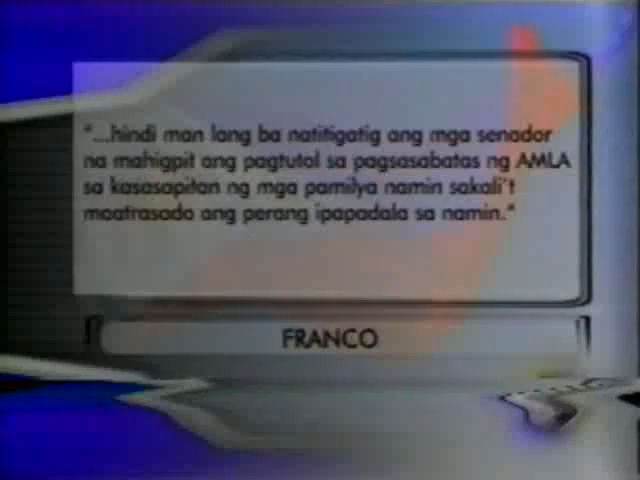 "...hindi man lang ba natitigatig ang mga senador
na mahigpit ang pagtutol sa pagsasabatas ng AMLA
sa kasasapitan ng mga pamilya namin sakali't
maatrasado ang perang ipapadala sa namin."
FRANCO